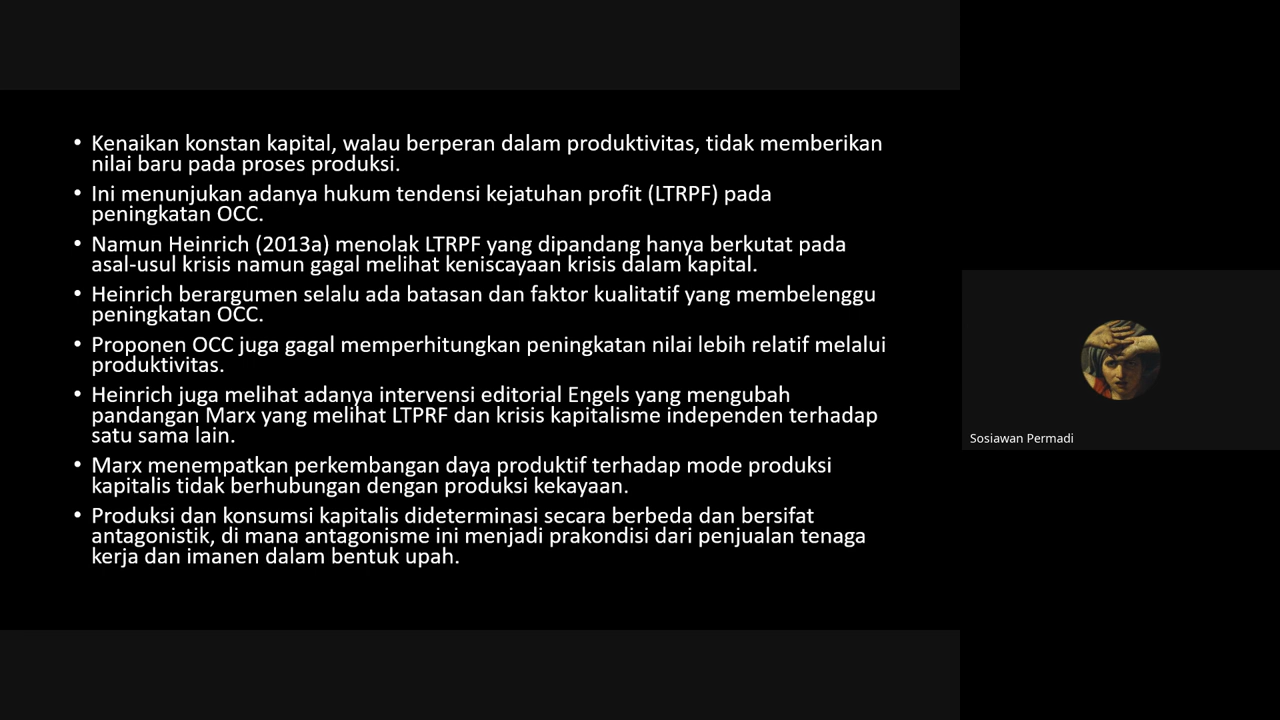 • Kenaikan konstan kapital, walau berperan dalam produktivitas, tidak memberikan
nilai baru pada proses produksi.
• Ini menunjukan adanya hukum tendensi kejatuhan profit (LTRPF) pada
peningkatan OCC.
• Namun Heinrich (2013a) menolak LTRPF yang dipandang hanya berkutat pada
asal-usul krisis namun gagal melihat keniscayaan krisis dalam kapital.
• Heinrich berargumen selalu ada batasan dan faktor kualitatif yang membelenggu
peningkatan OCC.
• Proponen OCC juga gagal memperhitungkan peningkatan nilai lebih relatif melalui
produktivitas.
• Heinrich juga melihat adanya intervensi editorial Engels yang mengubah
pandangan Marx yang melihat LTPRF dan krisis kapitalisme independen terhadap
satu sama lain.
• Marx menempatkan perkembangan daya produktif terhadap mode produksi
kapitalis tidak berhubungan dengan produksi kekayaan.
• Produksi dan konsumsi kapitalis dideterminasi secara berbeda dan bersifat
antagonistik, di mana antagonisme ini menjadi prakondisi dari penjualan tenaga
kerja dan imanen dalam bentuk upah.
Sosiawan Permadi